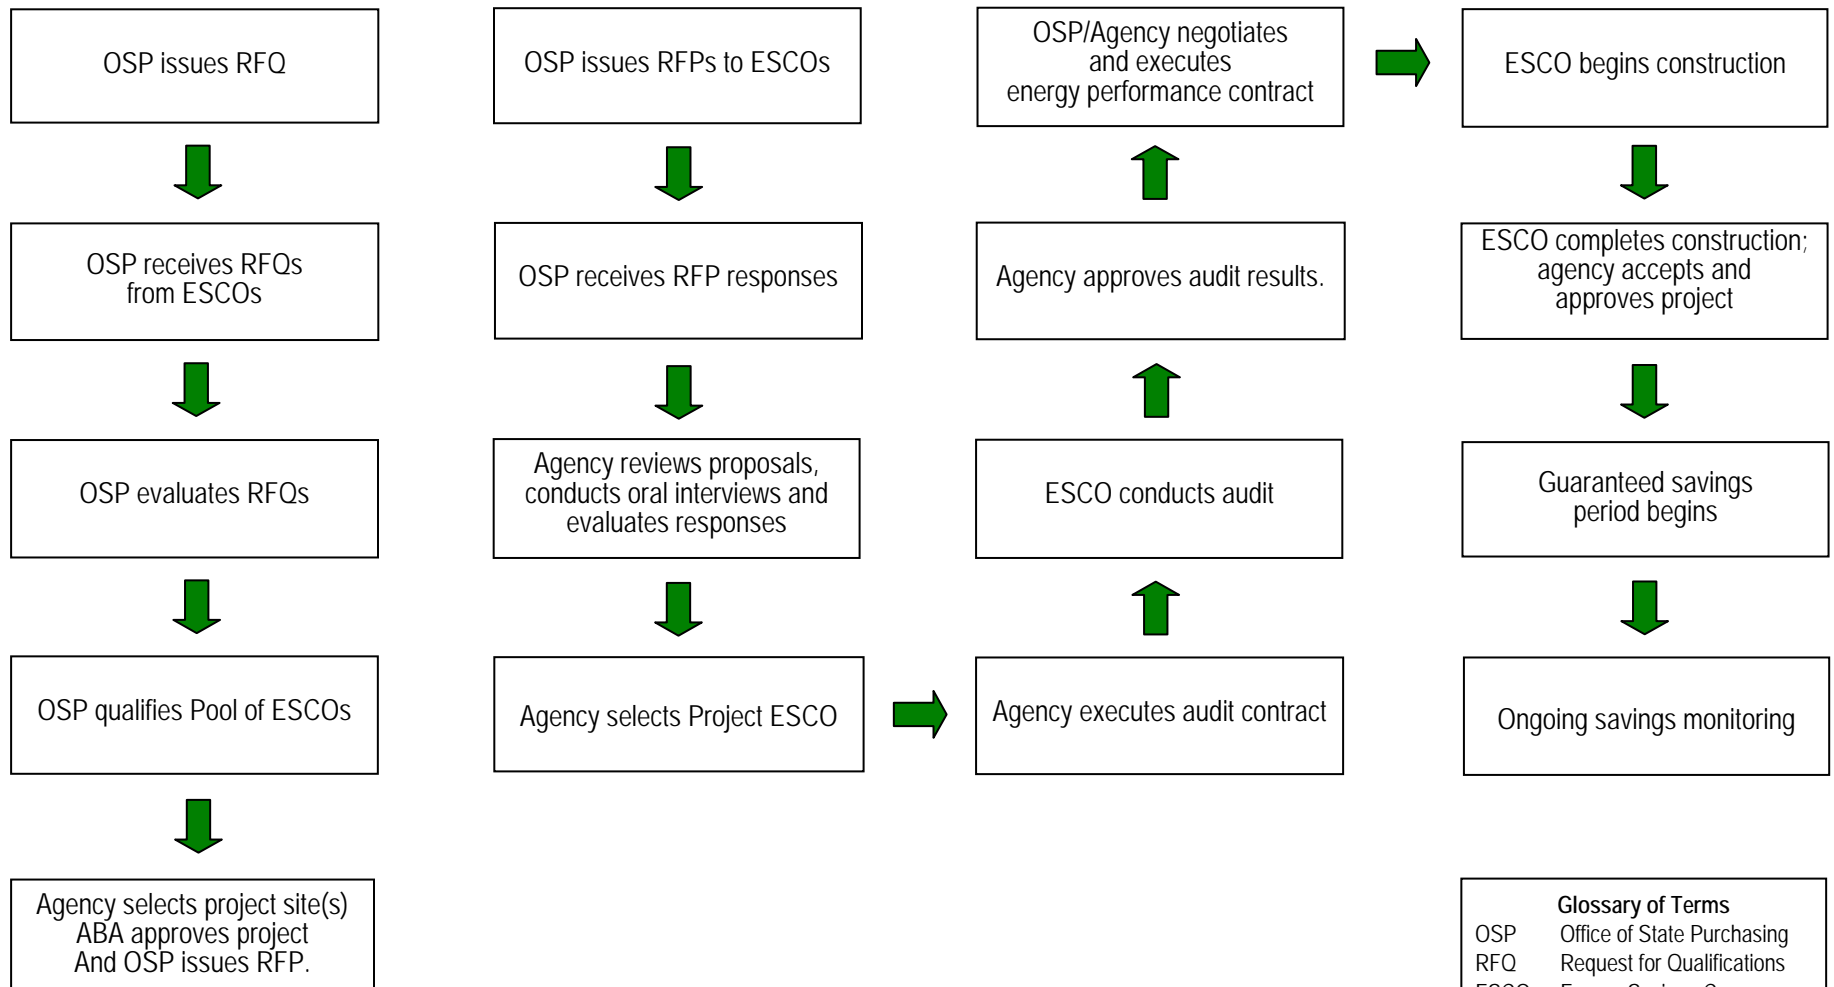 OSP issues RFQ
OSP receives RFQs
from ESCOs
OSP evaluates RFQs
OSP qualifies Pool of ESCOs
Agency selects project site(s)
ABA approves project
And OSP issues RFP.
OSP issues RFPs to ESCOs
OSP receives RFP responses
Agency reviews proposals,
conducts oral interviews and
evaluates responses
Agency selects Project ESCO
Agency executes audit contract
ESCO conducts audit
Agency approves audit results.
OSP/Agency negotiates
and executes
energy performance contract
ESCO begins construction
ESCO completes construction;
agency accepts and
approves project
Guaranteed savings
period begins
Ongoing savings monitoring
Glossary of Terms
OSP Office of State Purchasing
RFQ Request for Qualifications